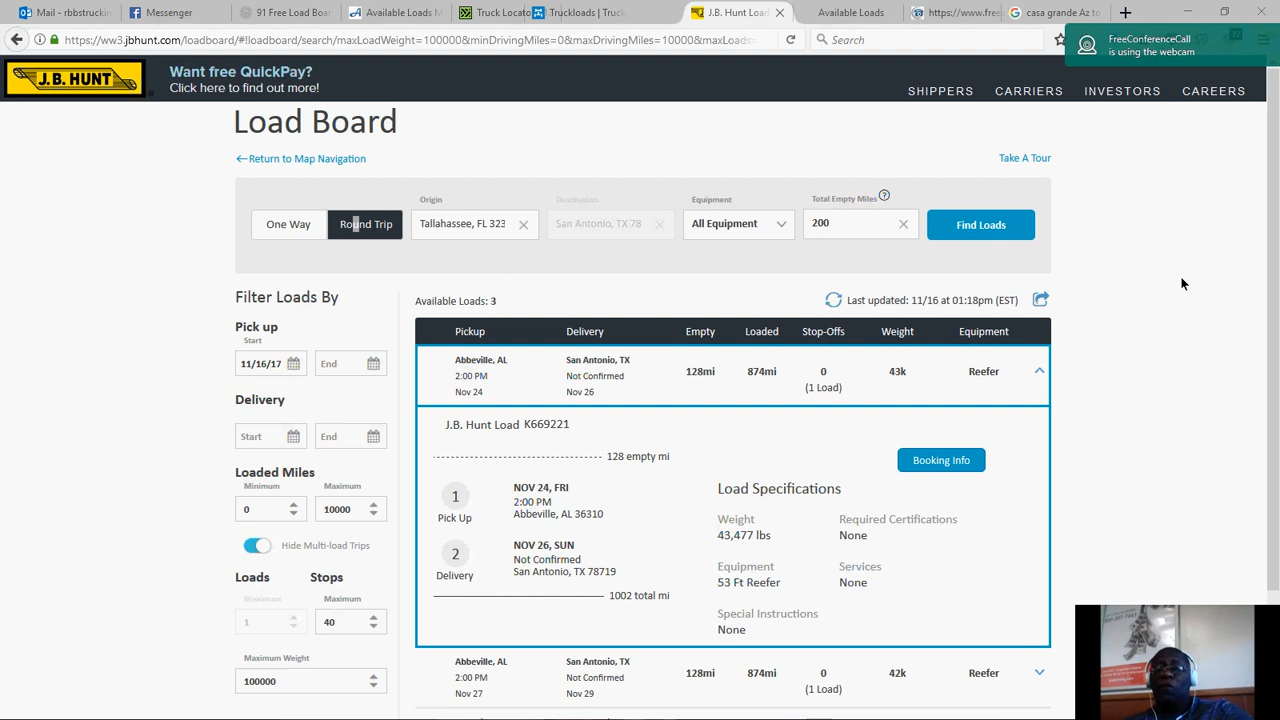 Mail - rbbstruckin
Messenger
91 Free Load Board
Available Loads M
Truck Locato
Truckloads | Truck
J.B. Hunt Load
Available Loads
https://www.free
casa grande Az to
https://ww3.jbhunt.com/loadboard/#!loadboard/search/maxLoadWeight=100000&minDrivingMiles=0&maxDrivingMiles=10000&maxLoads=
Search
FreeConferenceCall
is using the webcam
J.B. HUNT
Want free QuickPay?
Click here to find out more!
SHIPPERS
CARRIERS
INVESTORS
CAREERS
Load Board
Return to Map Navigation
Take A Tour
One Way
Round Trip
Origin
Tallahassee, FL 323
Destination
San Antonio, TX 78
Equipment
All Equipment
Total Empty Miles
200
Find Loads
Filter Loads By
Available Loads: 3
Last updated: 11/16 at 01:18pm (EST)
Pick up
Start
11/16/17
End
Delivery
Start
End
Loaded Miles
Minimum
Maximum
0
10000
Hide Multi-load Trips
Loads
Stops
Maximum
Maximum
1
40
Maximum Weight
100000
Pickup
Delivery
Empty
Loaded
Stop-Offs
Weight
Equipment
Abbeville, AL
2:00 PM
Nov 24
San Antonio, TX
Not Confirmed
Nov 26
128mi
874mi
0
(1 Load)
43k
Reefer
J.B. Hunt Load K669221
128 empty mi
Booking Info
1
Pick Up
NOV 24, FRI
2:00 PM
Abbeville, AL 36310
2
Delivery
NOV 26, SUN
Not Confirmed
San Antonio, TX 78719
1002 total mi
Load Specifications
Weight
43,477 lbs
Required Certifications
None
Equipment
53 Ft Reefer
Services
None
Special Instructions
None
Abbeville, AL
2:00 PM
Nov 27
San Antonio, TX
Not Confirmed
Nov 29
128mi
874mi
0
(1 Load)
42k
Reefer